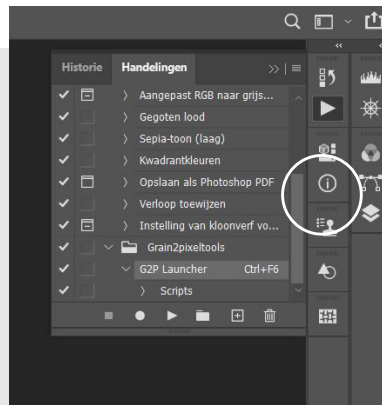 Historie Handelingen
Aangepast RGB naar grijs...
Gegoten lood
Sepia-toon (laag)
Kwadrantkleuren
Opslaan als Photoshop PDF
Verloop toewijzen
Instelling van kloonverf vo...
Grain2pixeltools
G2P Launcher Ctrl+F6
Scripts